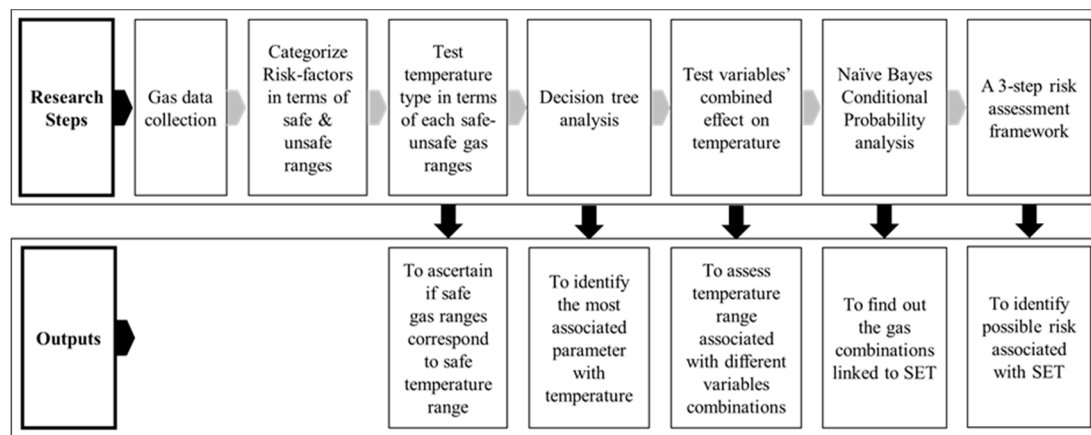 Research
Steps
Gas data
collection
Categorize
Risk-factors
in terms of
safe &
unsafe
ranges
Test
temperature
type in terms
of each safe-
unsafe gas
ranges
Decision tree
analysis
Test variables'
combined
effect on
temperature
Naïve Bayes
Conditional
Probability
analysis
A 3-step risk
assessment
framework
Outputs
To ascertain
if safe
gas ranges
correspond
to safe
temperature
range
To identify
the most
associated
parameter
with
temperature
To assess
temperature
range
associated
with different
variables
combinations
To find out
the gas
combinations
linked to SET
To identify
possible risk
associated
with SET